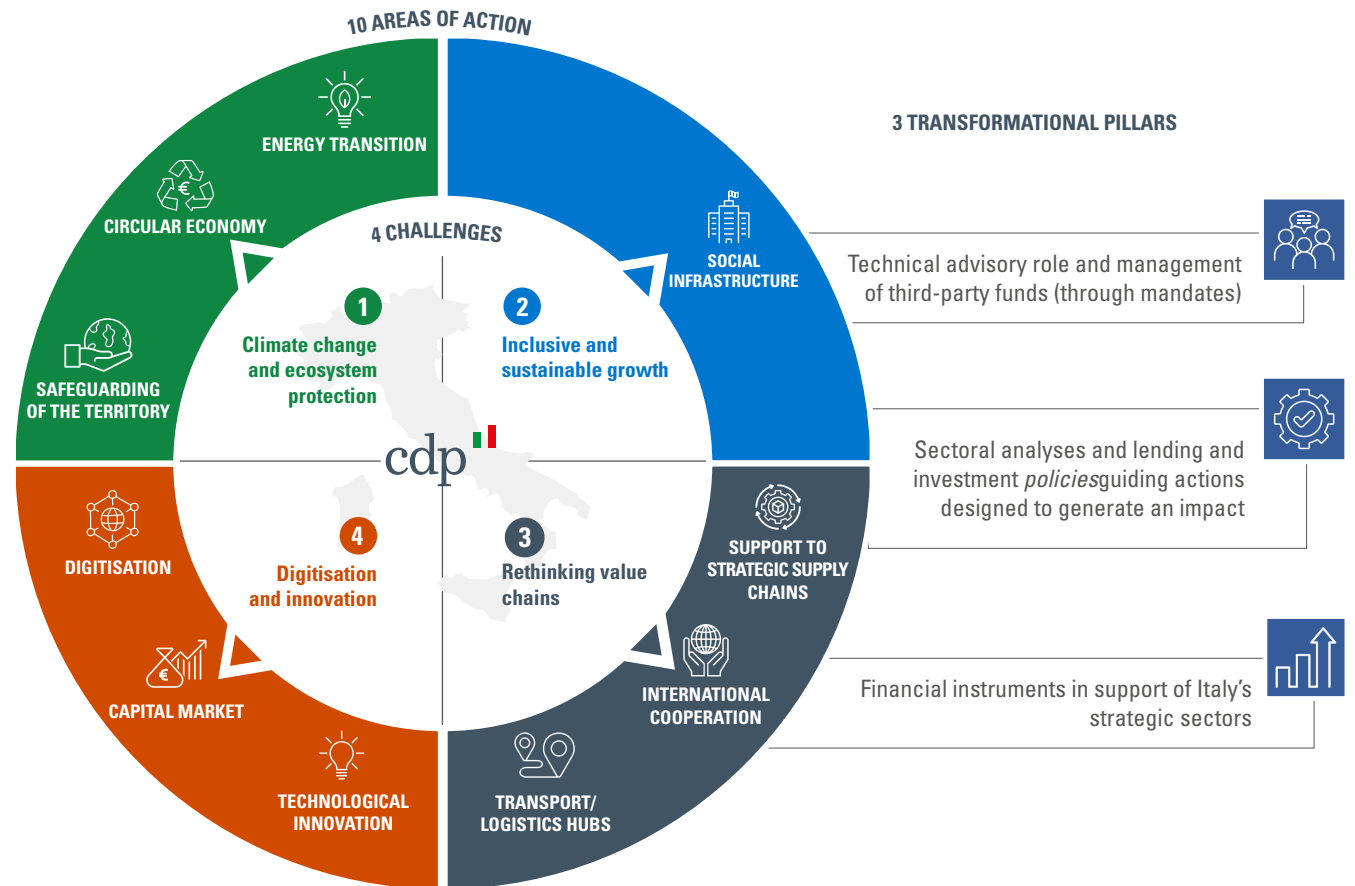 10 AREAS OF ACTION
ENERGY TRANSITION
CIRCULAR ECONOMY
SAFEGUARDING
OF THE TERRITORY
SOCIAL
INFRASTRUCTURE
4 CHALLENGES
1
Climate change
and ecosystem
protection
2
Inclusive and
sustainable growth
cdp
4
Digitisation
and innovation
3
Rethinking value
chains
DIGITISATION
€
CAPITAL MARKET
TECHNOLOGICAL
INNOVATION
SUPPORT TO
STRATEGIC SUPPLY
CHAINS
INTERNATIONAL
COOPERATION
TRANSPORT/
LOGISTICS HUBS
€
3 TRANSFORMATIONAL PILLARS
Technical advisory role and management
of third-party funds (through mandates)
Sectoral analyses and lending and
investment policiesguiding actions
designed to generate an impact
Financial instruments in support of Italy's
strategic sectors